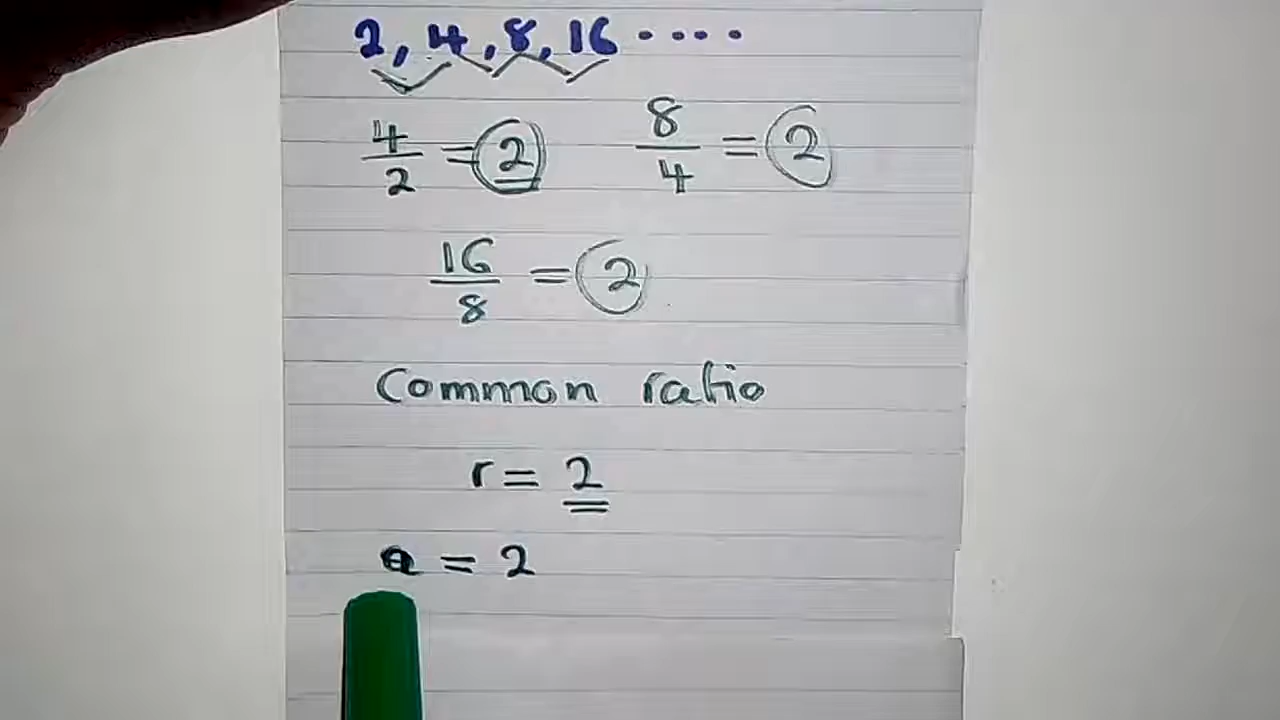 2, 4, 8, 16 ....
4/2 = 2 8/4 = 2
16/8 = 2
Common ratio
r = 2
a = 2